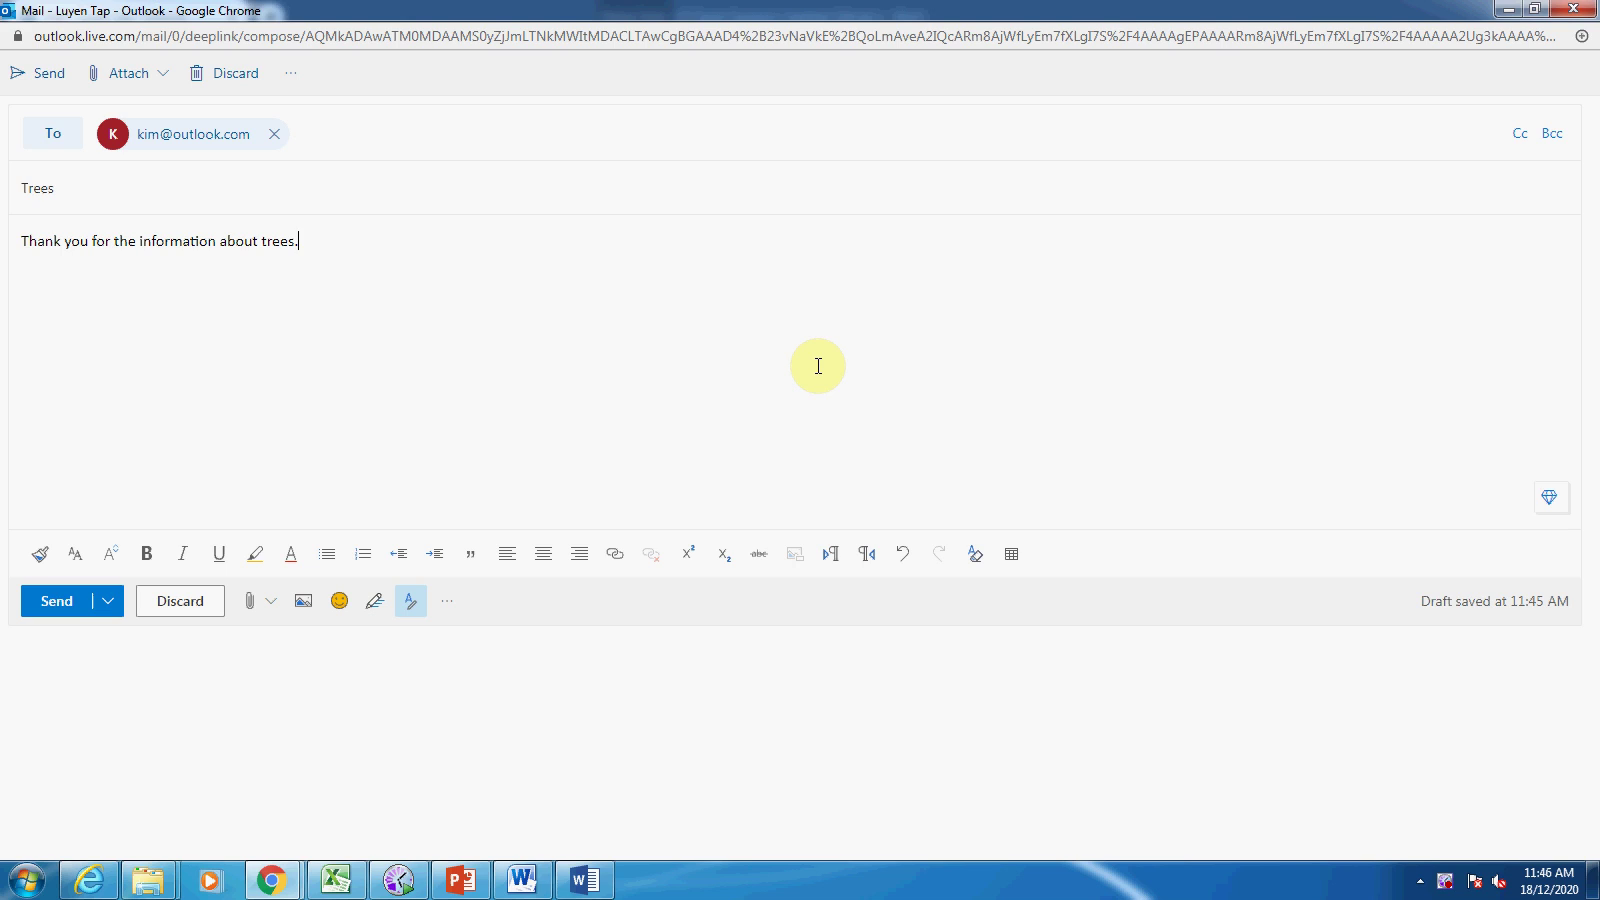 Mail - Luyen Tap - Outlook - Google Chrome
outlook.live.com/mail/0/deeplink/compose/AQMkADAwATM0MDAAMS0yZjJmLTNkMWItMDACLTAwCgBGAAAD4%2B23vNaVkE%2BQoLmAveA2IQcARm8AjWfLyEm7fXLgI7S%2F4AAAAgEPAAAARm8AjWfLyEm7fXLgI7S%2F4AAAAA2Ug3kAAAA%...
Send Attach Discard ...
To K kim@outlook.com Cc Bcc
Trees
Thank you for the information about trees.
Send Discard ... Draft saved at 11:45 AM
11:46 AM
18/12/2020